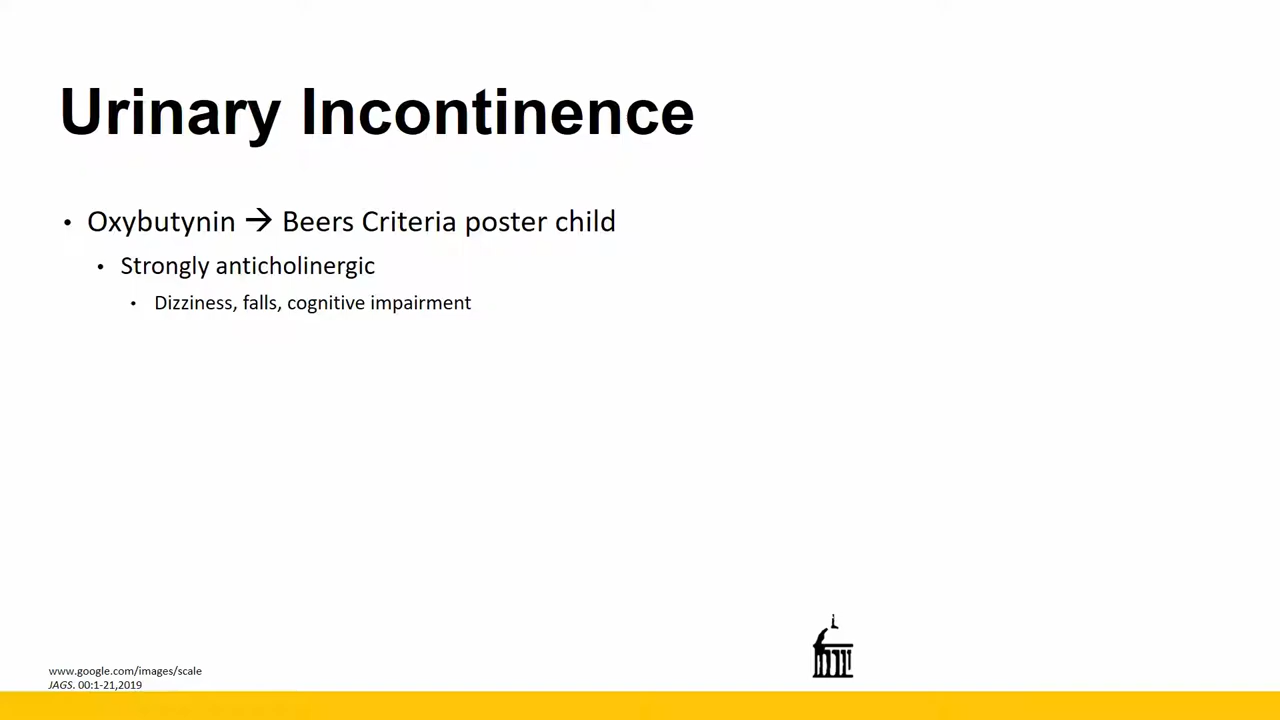 Urinary Incontinence
• Oxybutynin → Beers Criteria poster child
• Strongly anticholinergic
• Dizziness, falls, cognitive impairment
www.google.com/images/scale
JAGS. 00:1-21,2019